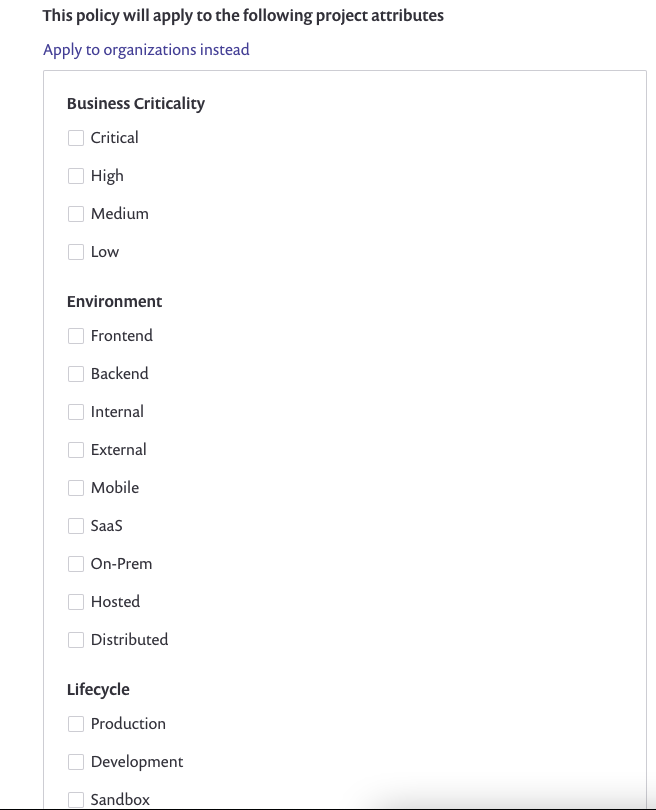 This policy will apply to the following project attributes
Apply to organizations instead
Business Criticality
Critical
High
Medium
Low
Environment
Frontend
Backend
Internal
External
Mobile
SaaS
On-Prem
Hosted
Distributed
Lifecycle
Production
Development
Sandbox